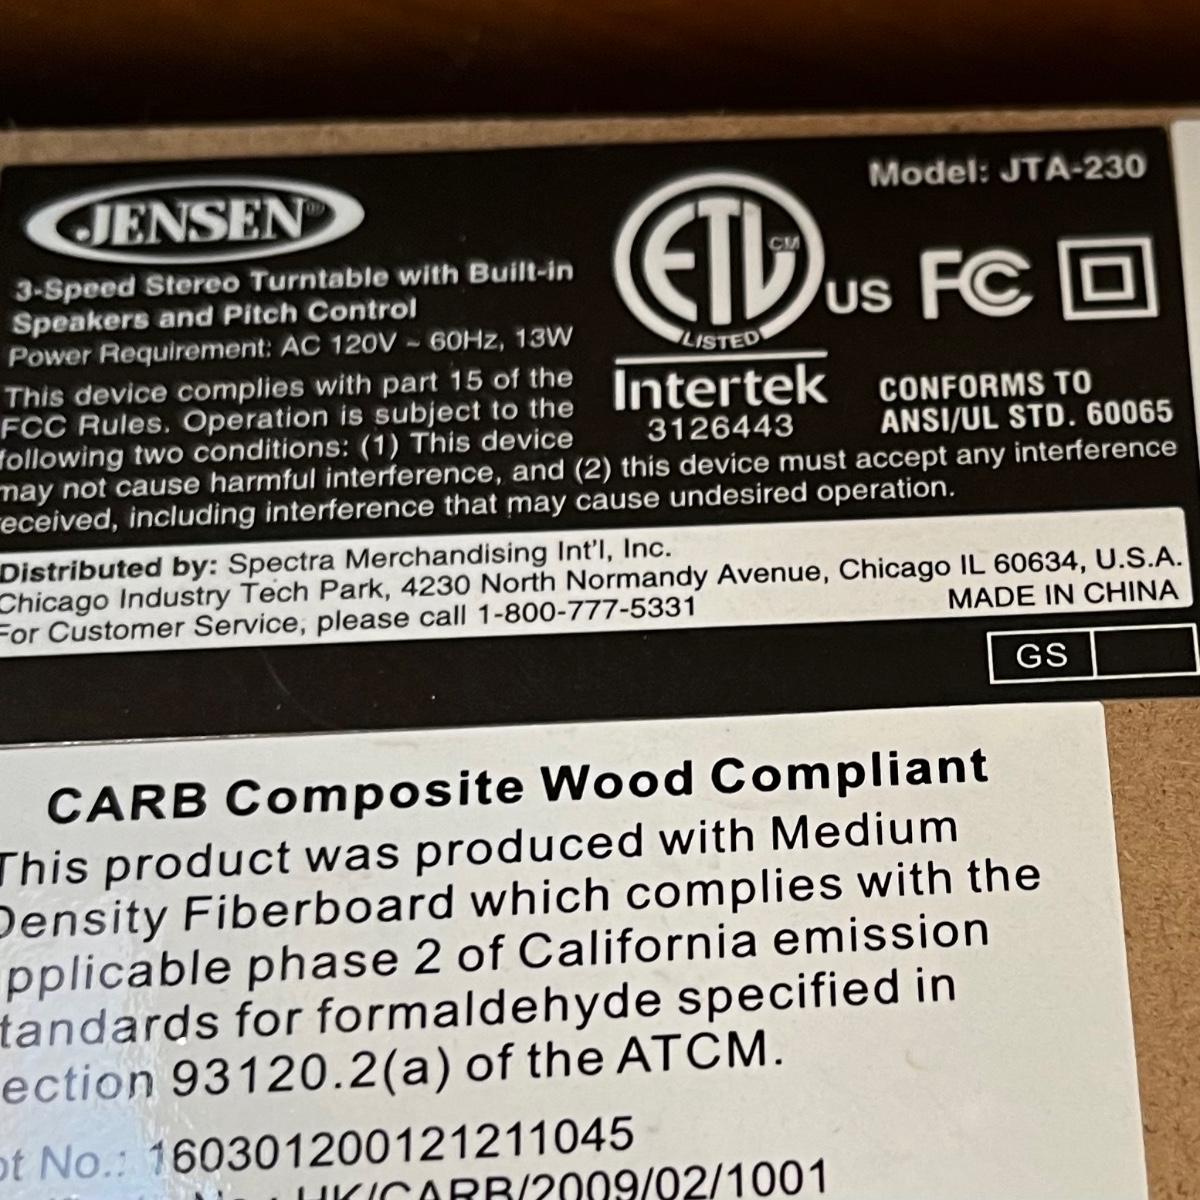 JENSEN®
Model: JTA-230
3-Speed Stereo Turntable with Built-in
Speakers and Pitch Control
Power Requirement: AC 120V ~ 60Hz, 13W
ETL CM
LISTED
US
FC
Intertek
3126443
CONFORMS TO
ANSI/UL STD. 60065
This device complies with part 15 of the
FCC Rules. Operation is subject to the
following two conditions: (1) This device
may not cause harmful interference, and (2) this device must accept any interference
eceived, including interference that may cause undesired operation.
Distributed by: Spectra Merchandising Int'l, Inc.
Chicago Industry Tech Park, 4230 North Normandy Avenue, Chicago IL 60634, U.S.A.
For Customer Service, please call 1-800-777-5331
MADE IN CHINA
GS
CARB Composite Wood Compliant
This product was produced with Medium
Density Fiberboard which complies with the
pplicable phase 2 of California emission
tandards for formaldehyde specified in
ection 93120.2(a) of the ATCM.
ot No.: 160301200121211045
HK/CARB/2009/02/1001